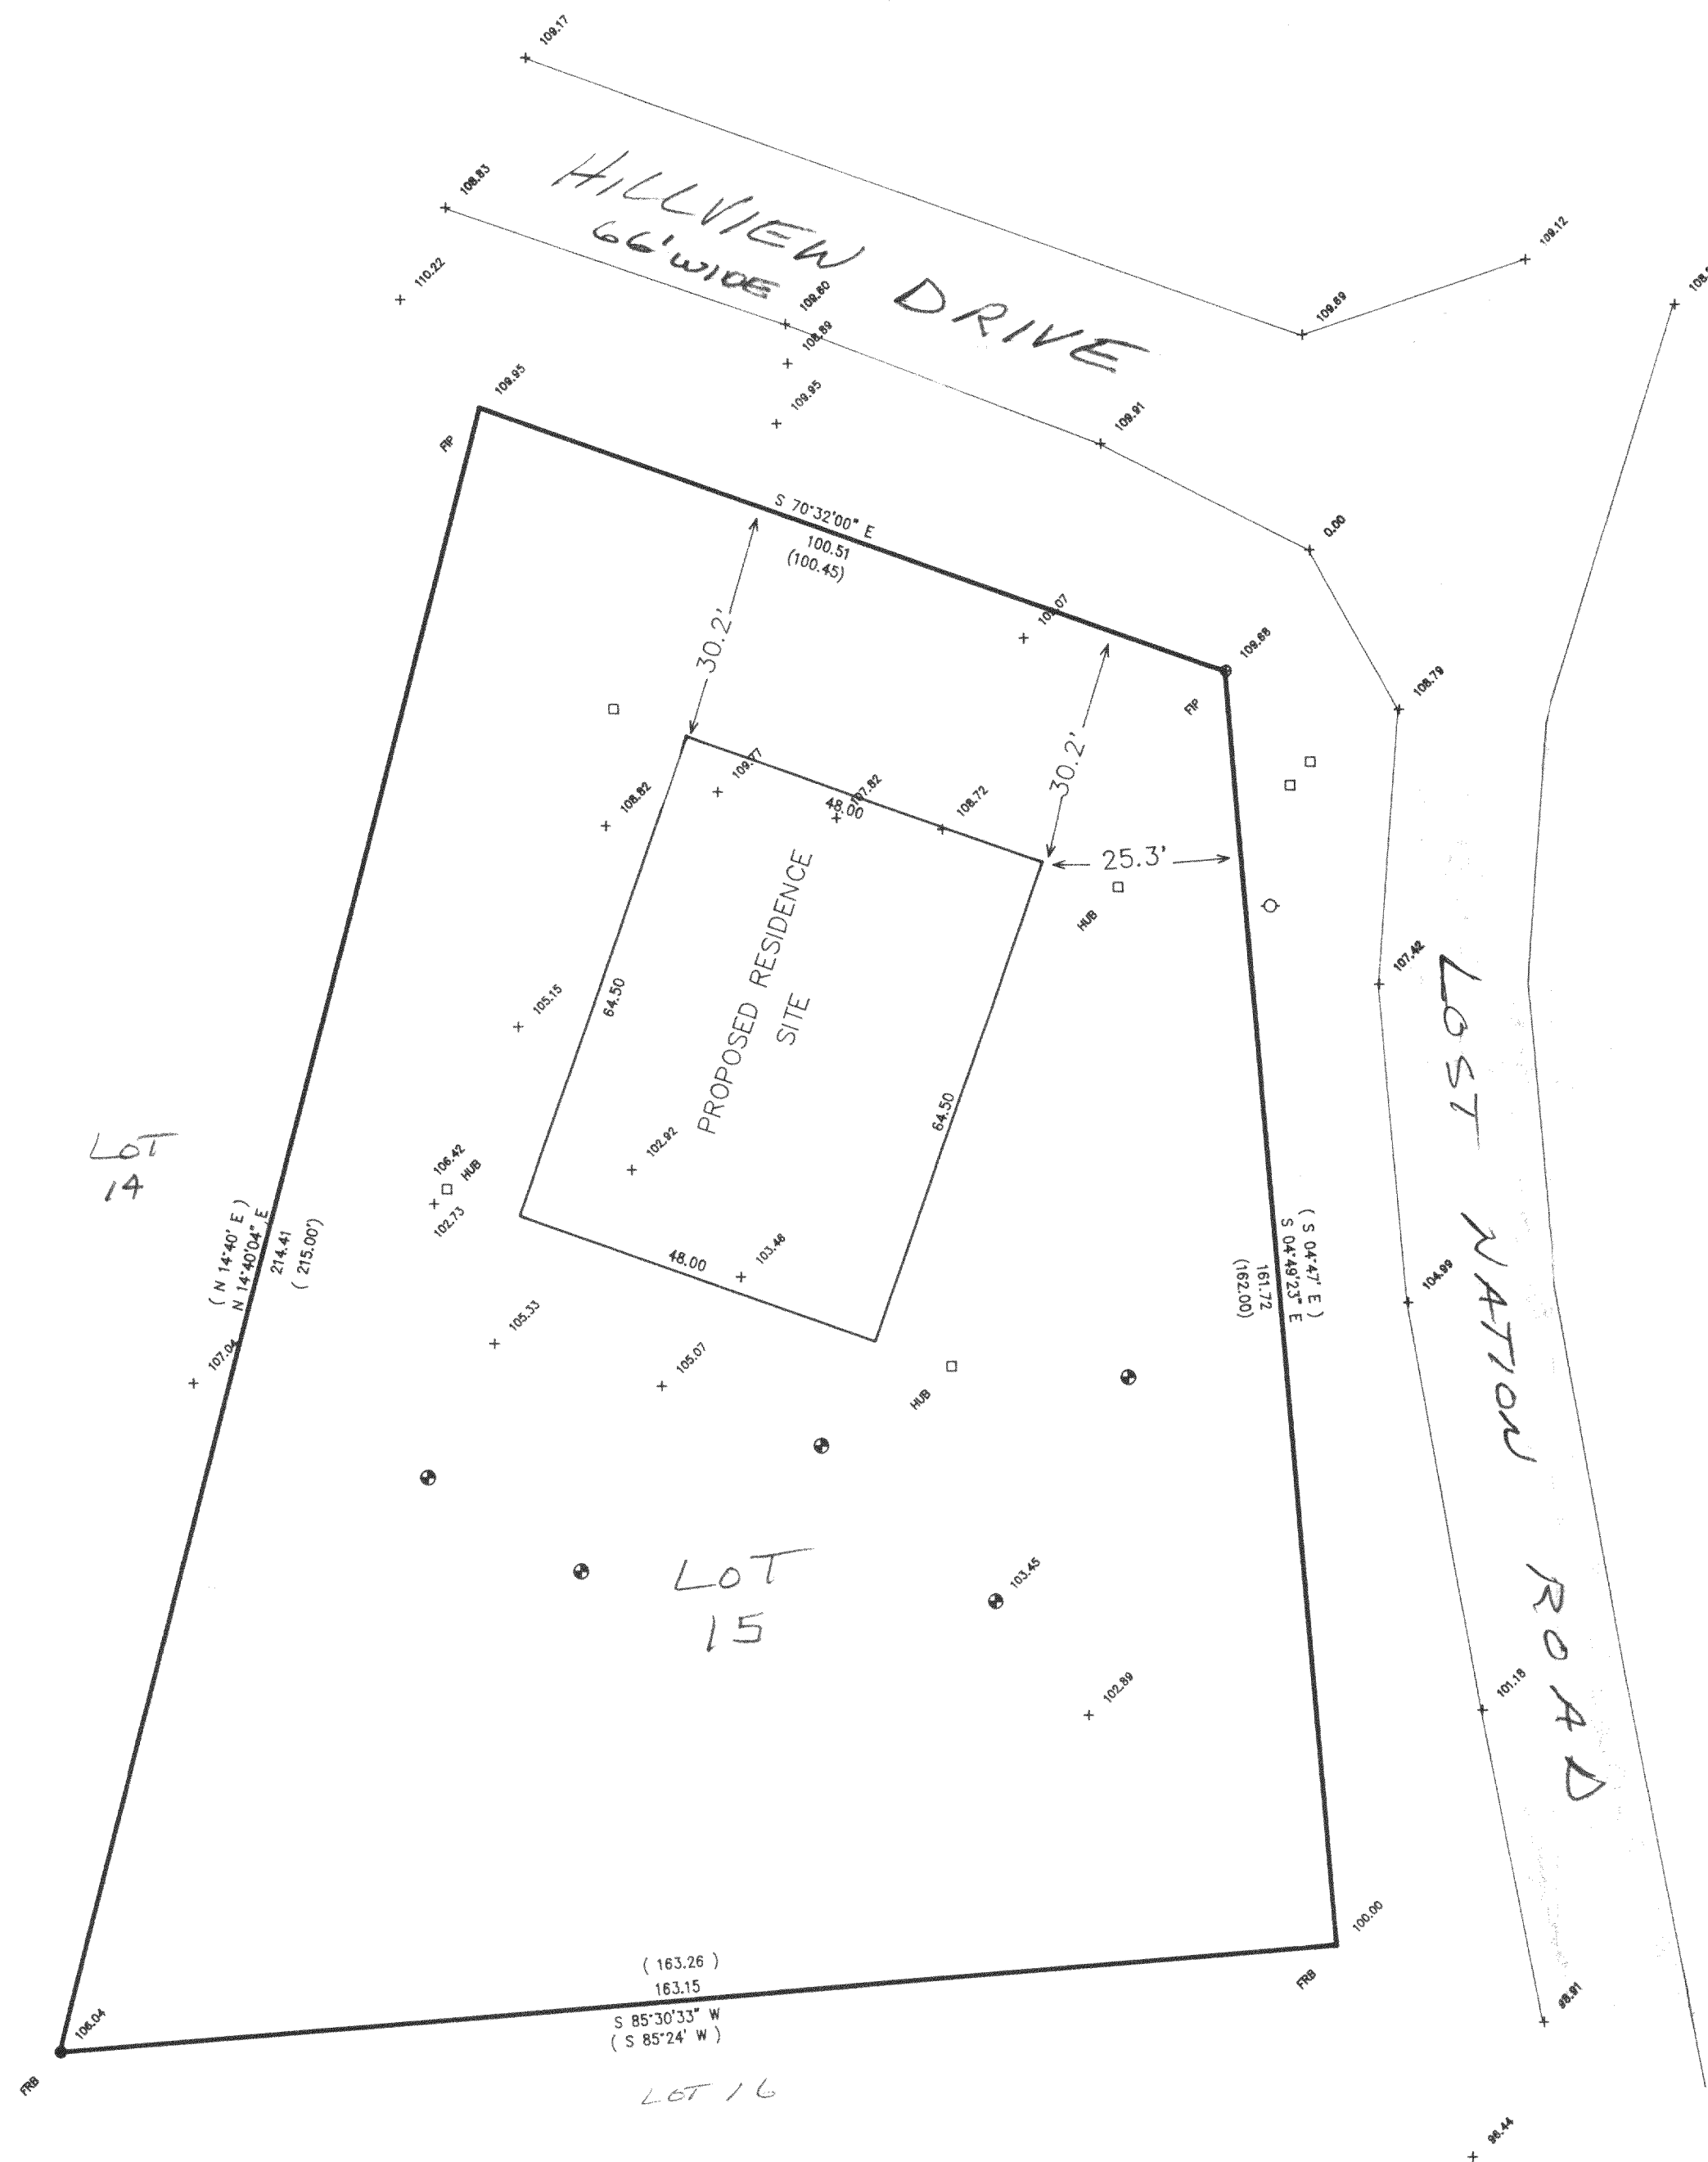 109.17
108.83
HILLVIEW DRIVE
66' WIDE
109.12
110.22
109.60
108.89
109.69
109.95
109.95
109.91
FIP
S 70°32'00" E
100.51
(100.45)
0.00
30.2'
109.68
108.79
FIP
30.2'
109.77
107.82
48.00
108.72
108.82
25.3'
HUB
PROPOSED RESIDENCE
SITE
64.50
64.50
105.15
107.42
LOST NATION ROAD
LOT
14
102.92
106.42
HUB
102.73
( N 14°40' E )
N 14°40'04" E
214.41
( 215.00')
( S 04°47' E )
S 04°49'23" E
161.72
(162.00)
48.00
103.46
104.99
105.33
107.04
105.07
HUB
LOT
15
103.45
102.89
101.18
100.00
FRB
( 163.26 )
163.15
S 85°30'33" W
( S 85°24' W )
106.04
FRB
98.91
LOT 16
96.44